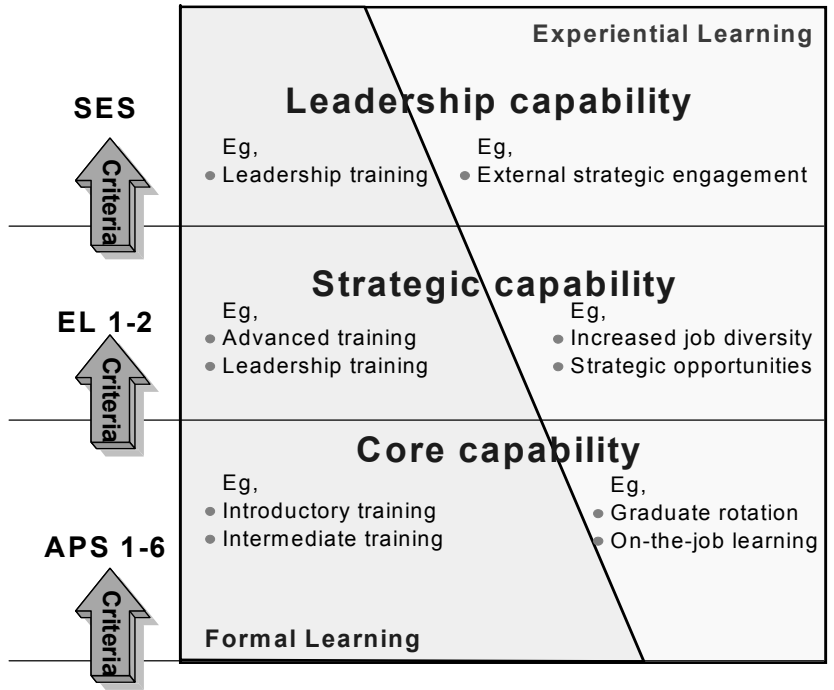 Experiential Learning
SES
Leadership capability
Eg,
Leadership training
Eg,
External strategic engagement
Criteria
Strategic capability
EL 1-2
Eg,
Advanced training
Leadership training
Eg,
Increased job diversity
Strategic opportunities
Criteria
Core capability
APS 1-6
Eg,
Introductory training
Intermediate training
Eg,
Graduate rotation
On-the-job learning
Criteria
Formal Learning